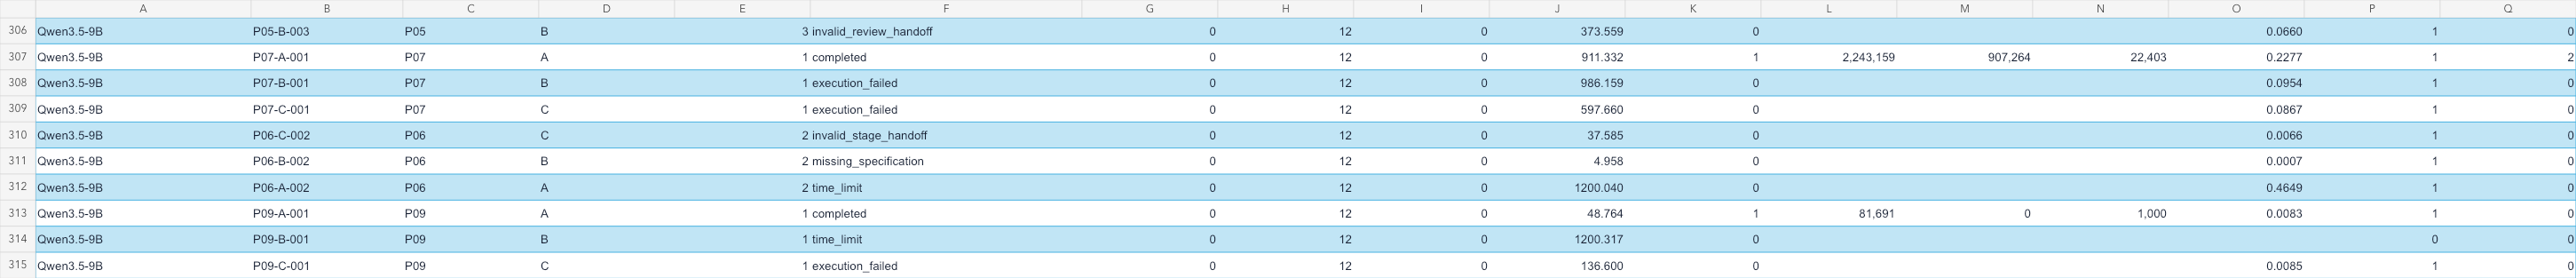 A B C D E F G H I J K L M N O P Q
306 Qwen3.5-9B P05-B-003 P05 B 3 invalid_review_handoff 0 12 0 373.559 0 0.0660 1 0
307 Qwen3.5-9B P07-A-001 P07 A 1 completed 0 12 0 911.332 1 2,243,159 907,264 22,403 0.2277 1 2
308 Qwen3.5-9B P07-B-001 P07 B 1 execution_failed 0 12 0 986.159 0 0.0954 1 0
309 Qwen3.5-9B P07-C-001 P07 C 1 execution_failed 0 12 0 597.660 0 0.0867 1 0
310 Qwen3.5-9B P06-C-002 P06 C 2 invalid_stage_handoff 0 12 0 37.585 0 0.0066 1 0
311 Qwen3.5-9B P06-B-002 P06 B 2 missing_specification 0 12 0 4.958 0 0.0007 1 0
312 Qwen3.5-9B P06-A-002 P06 A 2 time_limit 0 12 0 1200.040 0 0.4649 1 0
313 Qwen3.5-9B P09-A-001 P09 A 1 completed 0 12 0 48.764 1 81,691 0 1,000 0.0083 1 0
314 Qwen3.5-9B P09-B-001 P09 B 1 time_limit 0 12 0 1200.317 0 0 0
315 Qwen3.5-9B P09-C-001 P09 C 1 execution_failed 0 12 0 136.600 0 0.0085 1 0